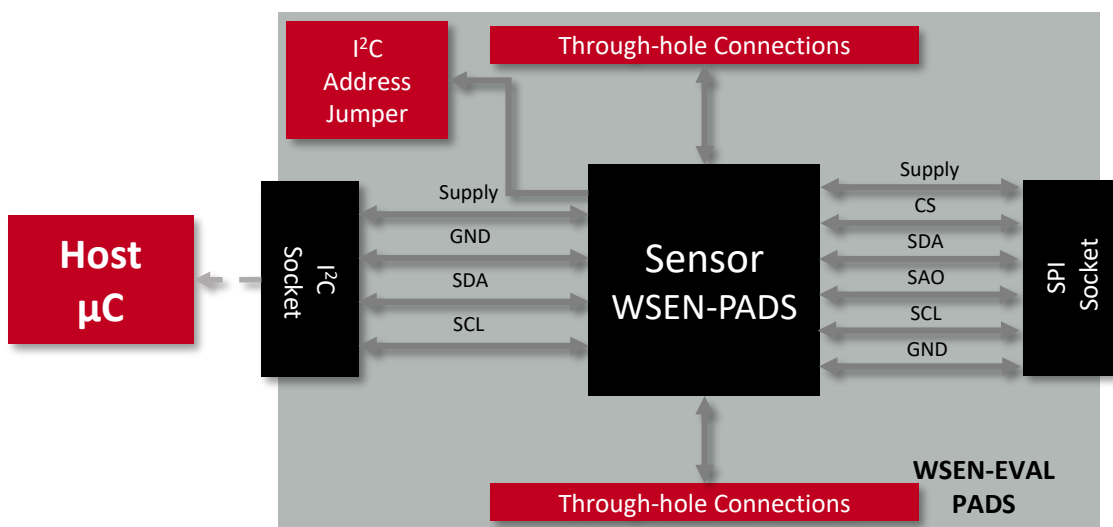 I²C
Address
Jumper
Through-hole Connections
Host
µC
I²C
Socket
Supply
GND
SDA
SCL
Sensor
WSEN-PADS
Supply
CS
SDA
SAO
SCL
GND
SPI
Socket
Through-hole Connections
WSEN-EVAL
PADS